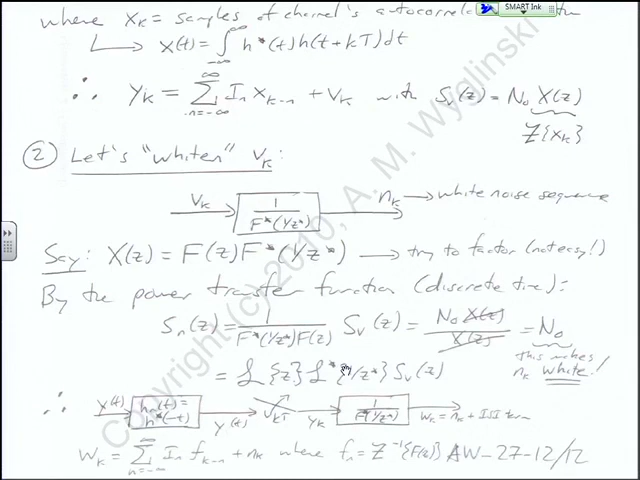 SMART Ink
where x_k = samples of channel's autocorrela
↳ x(t) = ∫_{-∞}^{∞} h*(t)h(t+kT)dt
∴ y_k = Σ_{n=-∞}^{∞} I_n x_{k-n} + v_k with S_v(z) = N_0 X(z)
Z{x_k}
② Let's "whiten" v_k:
v_k → 1/F*(1/z*) → n_k → white noise sequence
Say: X(z) = F(z)F*(1/z*) → try to factor (not easy!)
By the power transfer function (discrete time):
S_n(z) = 1/(F*(1/z*)F(z)) S_v(z) = N_0 X(z)/X(z) = N_0
this makes n_k white!
= 𝓛{z}𝓛*{1/z*} S_v(z)
∴ y(t) → h_n(t) = h*(-t) → y(t) kT y_k → 1/F(1/z*) → w_k = n_k + ISI term
w_k = Σ_{n=-∞}^{∞} I_n f_{k-n} + n_k where f_n = Z^{-1}{F(z)} AW-27-12/12
Copyright (c) 2010, A. M. Wyglinski